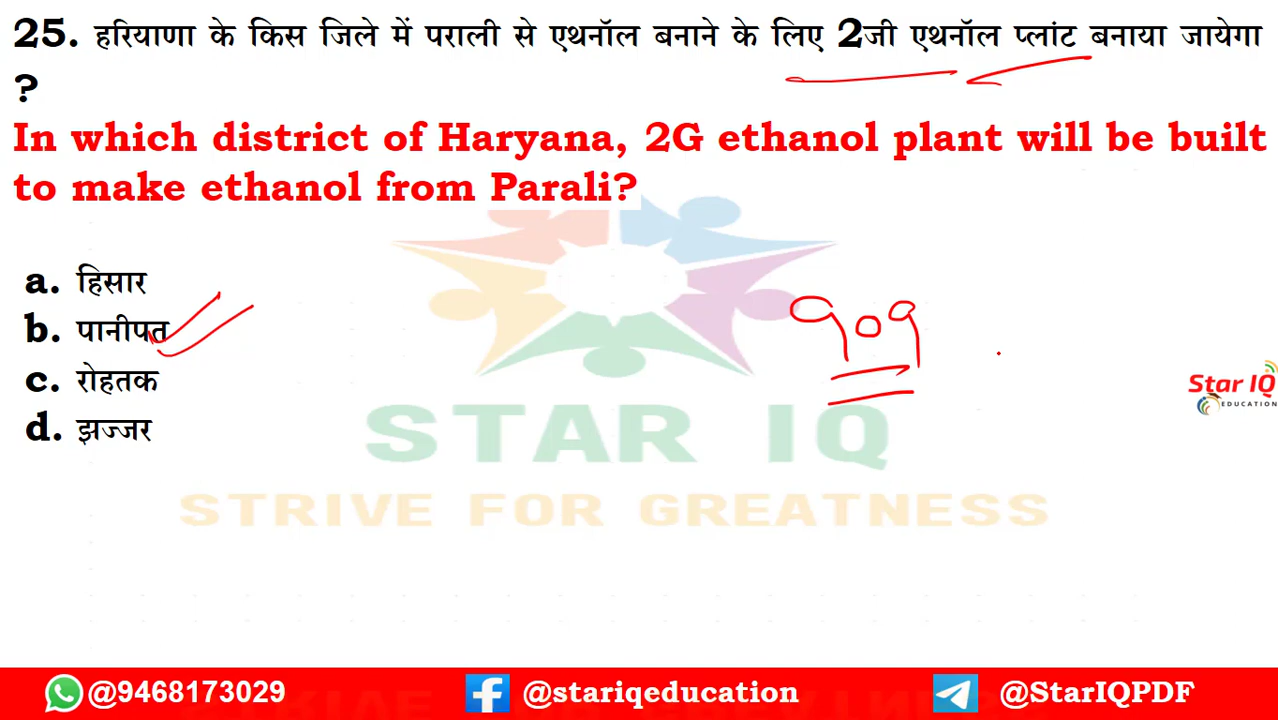 25. हरियाणा के किस जिले में पराली से एथनॉल बनाने के लिए 2जी एथनॉल प्लांट बनाया जायेगा
?
In which district of Haryana, 2G ethanol plant will be built
to make ethanol from Parali?
a. हिसार
b. पानीपत
c. रोहतक
d. झज्जर
909
Star IQ
EDUCATION
STAR IQ
STRIVE FOR GREATNESS
@9468173029 @stariqeducation @StarIQPDF